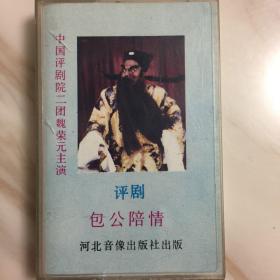 中国评剧院二团魏荣元主演
评剧
包公陪情
河北音像出版社出版